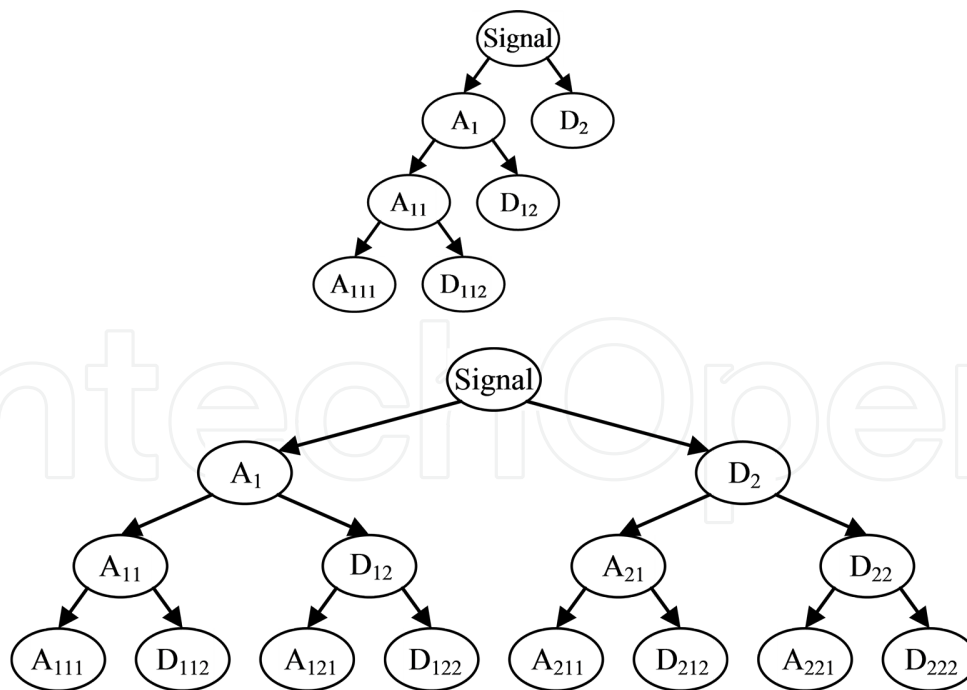 Signal
A₁ D₂
A₁₁ D₁₂
A₁₁₁ D₁₁₂
Signal
A₁ D₂
A₁₁ D₁₂ A₂₁ D₂₂
A₁₁₁ D₁₁₂ A₁₂₁ D₁₂₂ A₂₁₁ D₂₁₂ A₂₂₁ D₂₂₂
ntechOpen